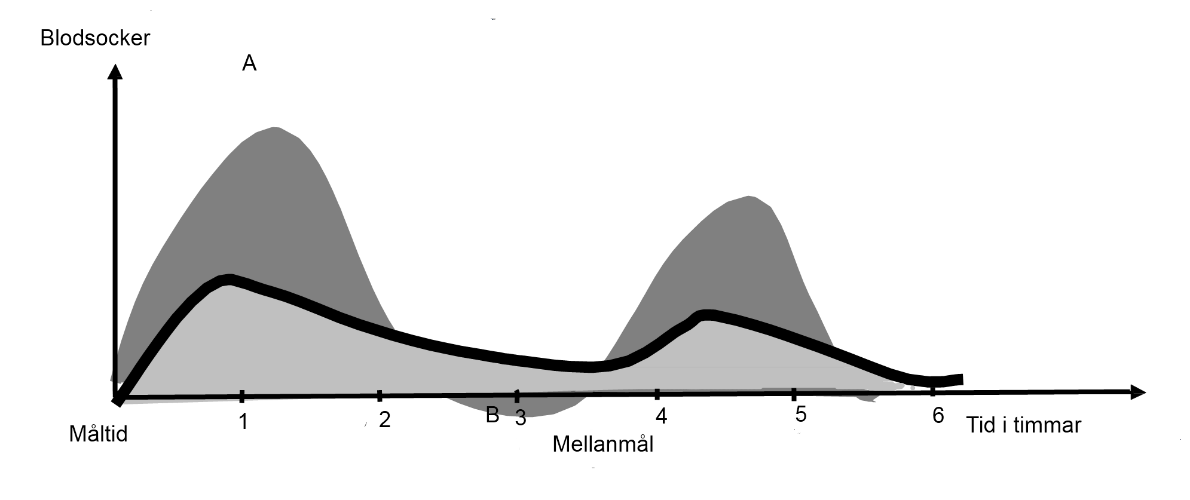 Blodsocker
A
B
1
2
3
4
5
6
Måltid
Mellanmål
Tid i timmar